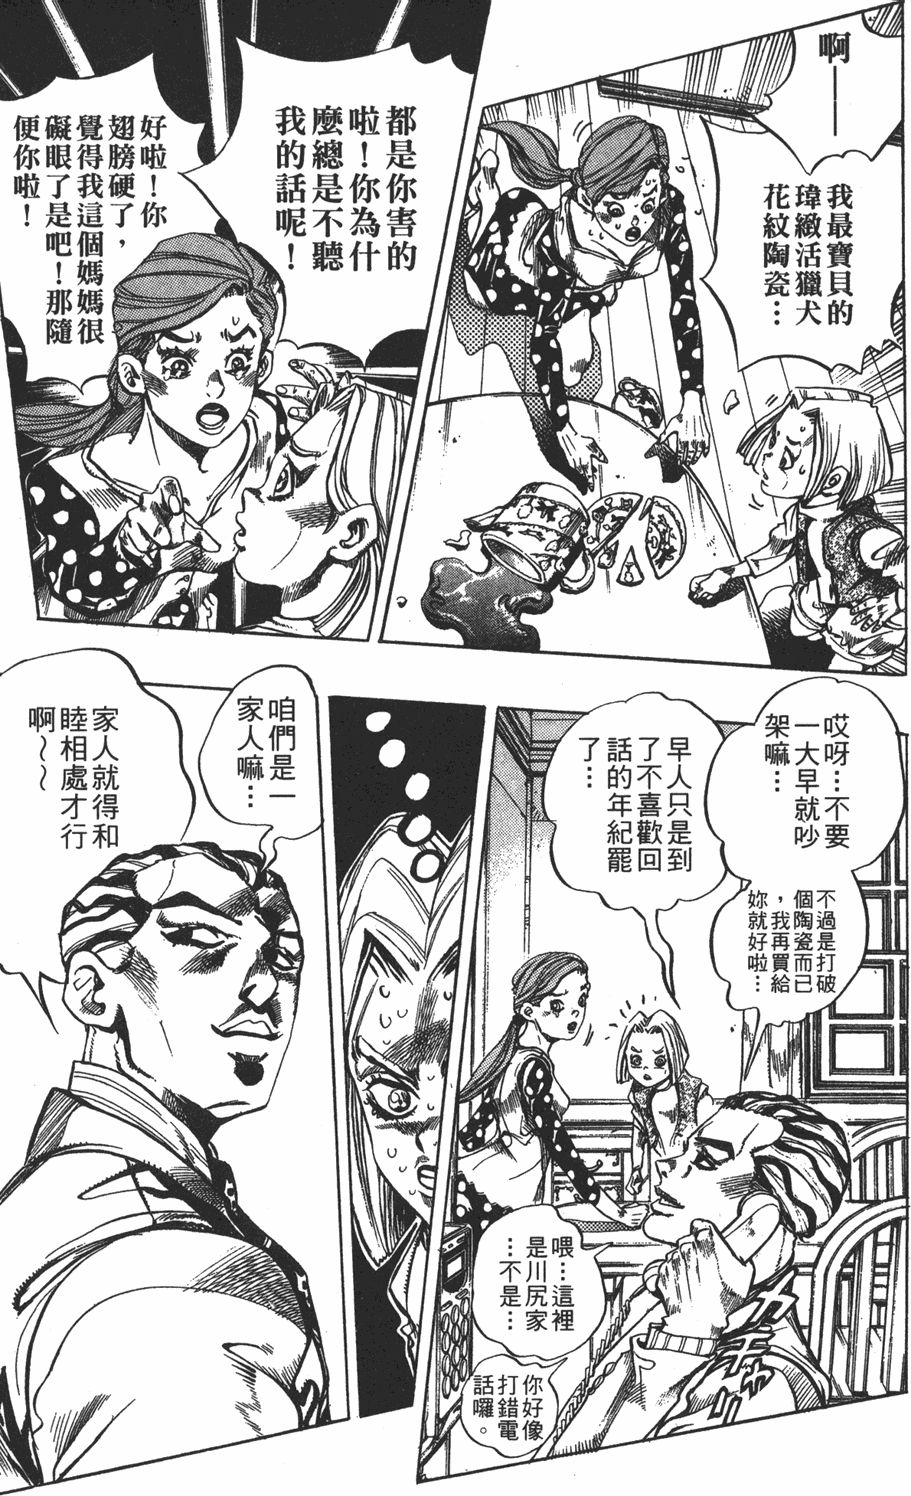 啊——
我最寶貝的
瑋緻活獵犬
花紋陶瓷…
都是你害的
啦！你為什
麼總是不聽
我的話呢！
好啦！你
翅膀硬了，
覺得我這個媽媽很
礙眼了是吧！那隨
便你啦！
哎呀…不要
一大早就吵
架嘛…
不過是打破
個陶瓷而已
，我再買給
妳就好啦…
早人只是到
了不喜歡回
話的年紀罷
了…
喂…這裡
是川尻家
…不是…
你好像
打錯電
話囉。
咱們是一
家人嘛…
家人就得和
睦相處才行
啊～～